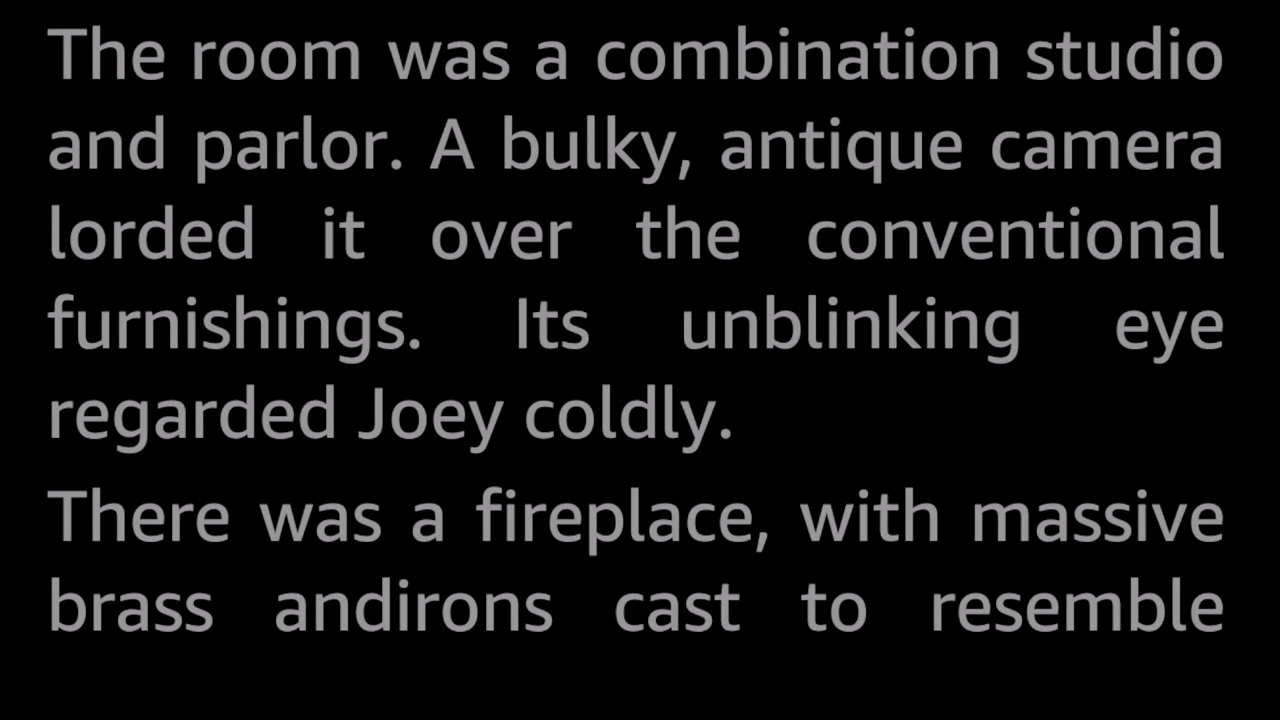 The room was a combination studio
and parlor. A bulky, antique camera
lorded it over the conventional
furnishings. Its unblinking eye
regarded Joey coldly.
There was a fireplace, with massive
brass andirons cast to resemble